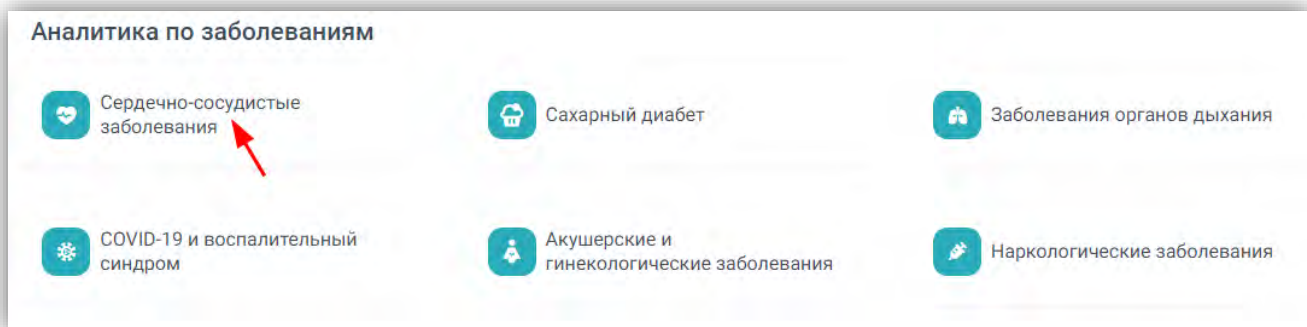 Аналитика по заболеваниям
Сердечно-сосудистые
заболевания
Сахарный диабет
Заболевания органов дыхания
COVID-19 и воспалительный
синдром
Акушерские и
гинекологические заболевания
Наркологические заболевания